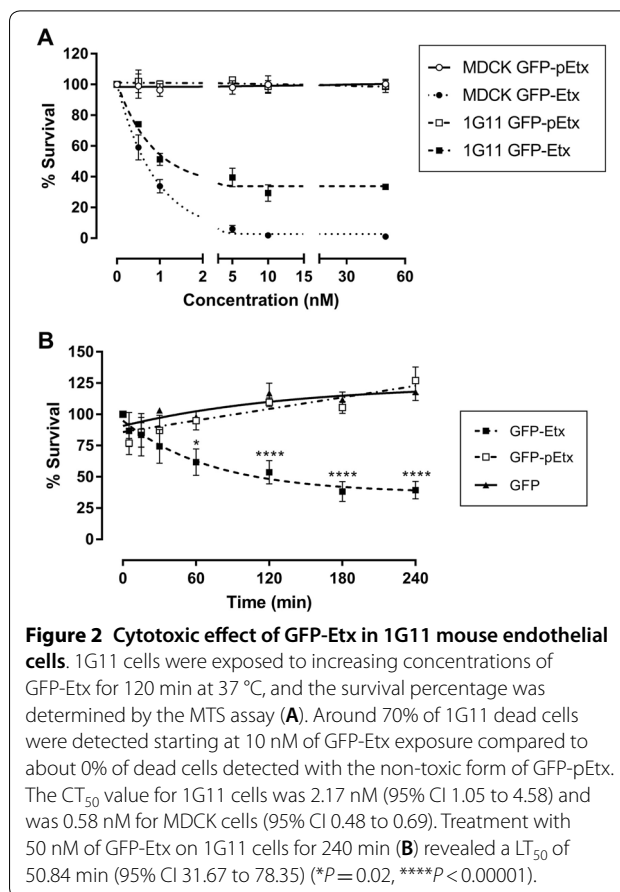 A
120
100
80
60
40
20
0
% Survival
0 1 2 5 10 15 30 60
Concentration (nM)
MDCK GFP-pEtx
MDCK GFP-Etx
1G11 GFP-pEtx
1G11 GFP-Etx
B
150
125
100
75
50
25
0
% Survival
* **** **** ****
0 60 120 180 240
Time (min)
GFP-Etx
GFP-pEtx
GFP
Figure 2 Cytotoxic effect of GFP-Etx in 1G11 mouse endothelial
cells. 1G11 cells were exposed to increasing concentrations of
GFP-Etx for 120 min at 37 °C, and the survival percentage was
determined by the MTS assay (A). Around 70% of 1G11 dead cells
were detected starting at 10 nM of GFP-Etx exposure compared to
about 0% of dead cells detected with the non-toxic form of GFP-pEtx.
The CT50 value for 1G11 cells was 2.17 nM (95% CI 1.05 to 4.58) and
was 0.58 nM for MDCK cells (95% CI 0.48 to 0.69). Treatment with
50 nM of GFP-Etx on 1G11 cells for 240 min (B) revealed a LT50 of
50.84 min (95% CI 31.67 to 78.35) (*P = 0.02, ****P < 0.00001).